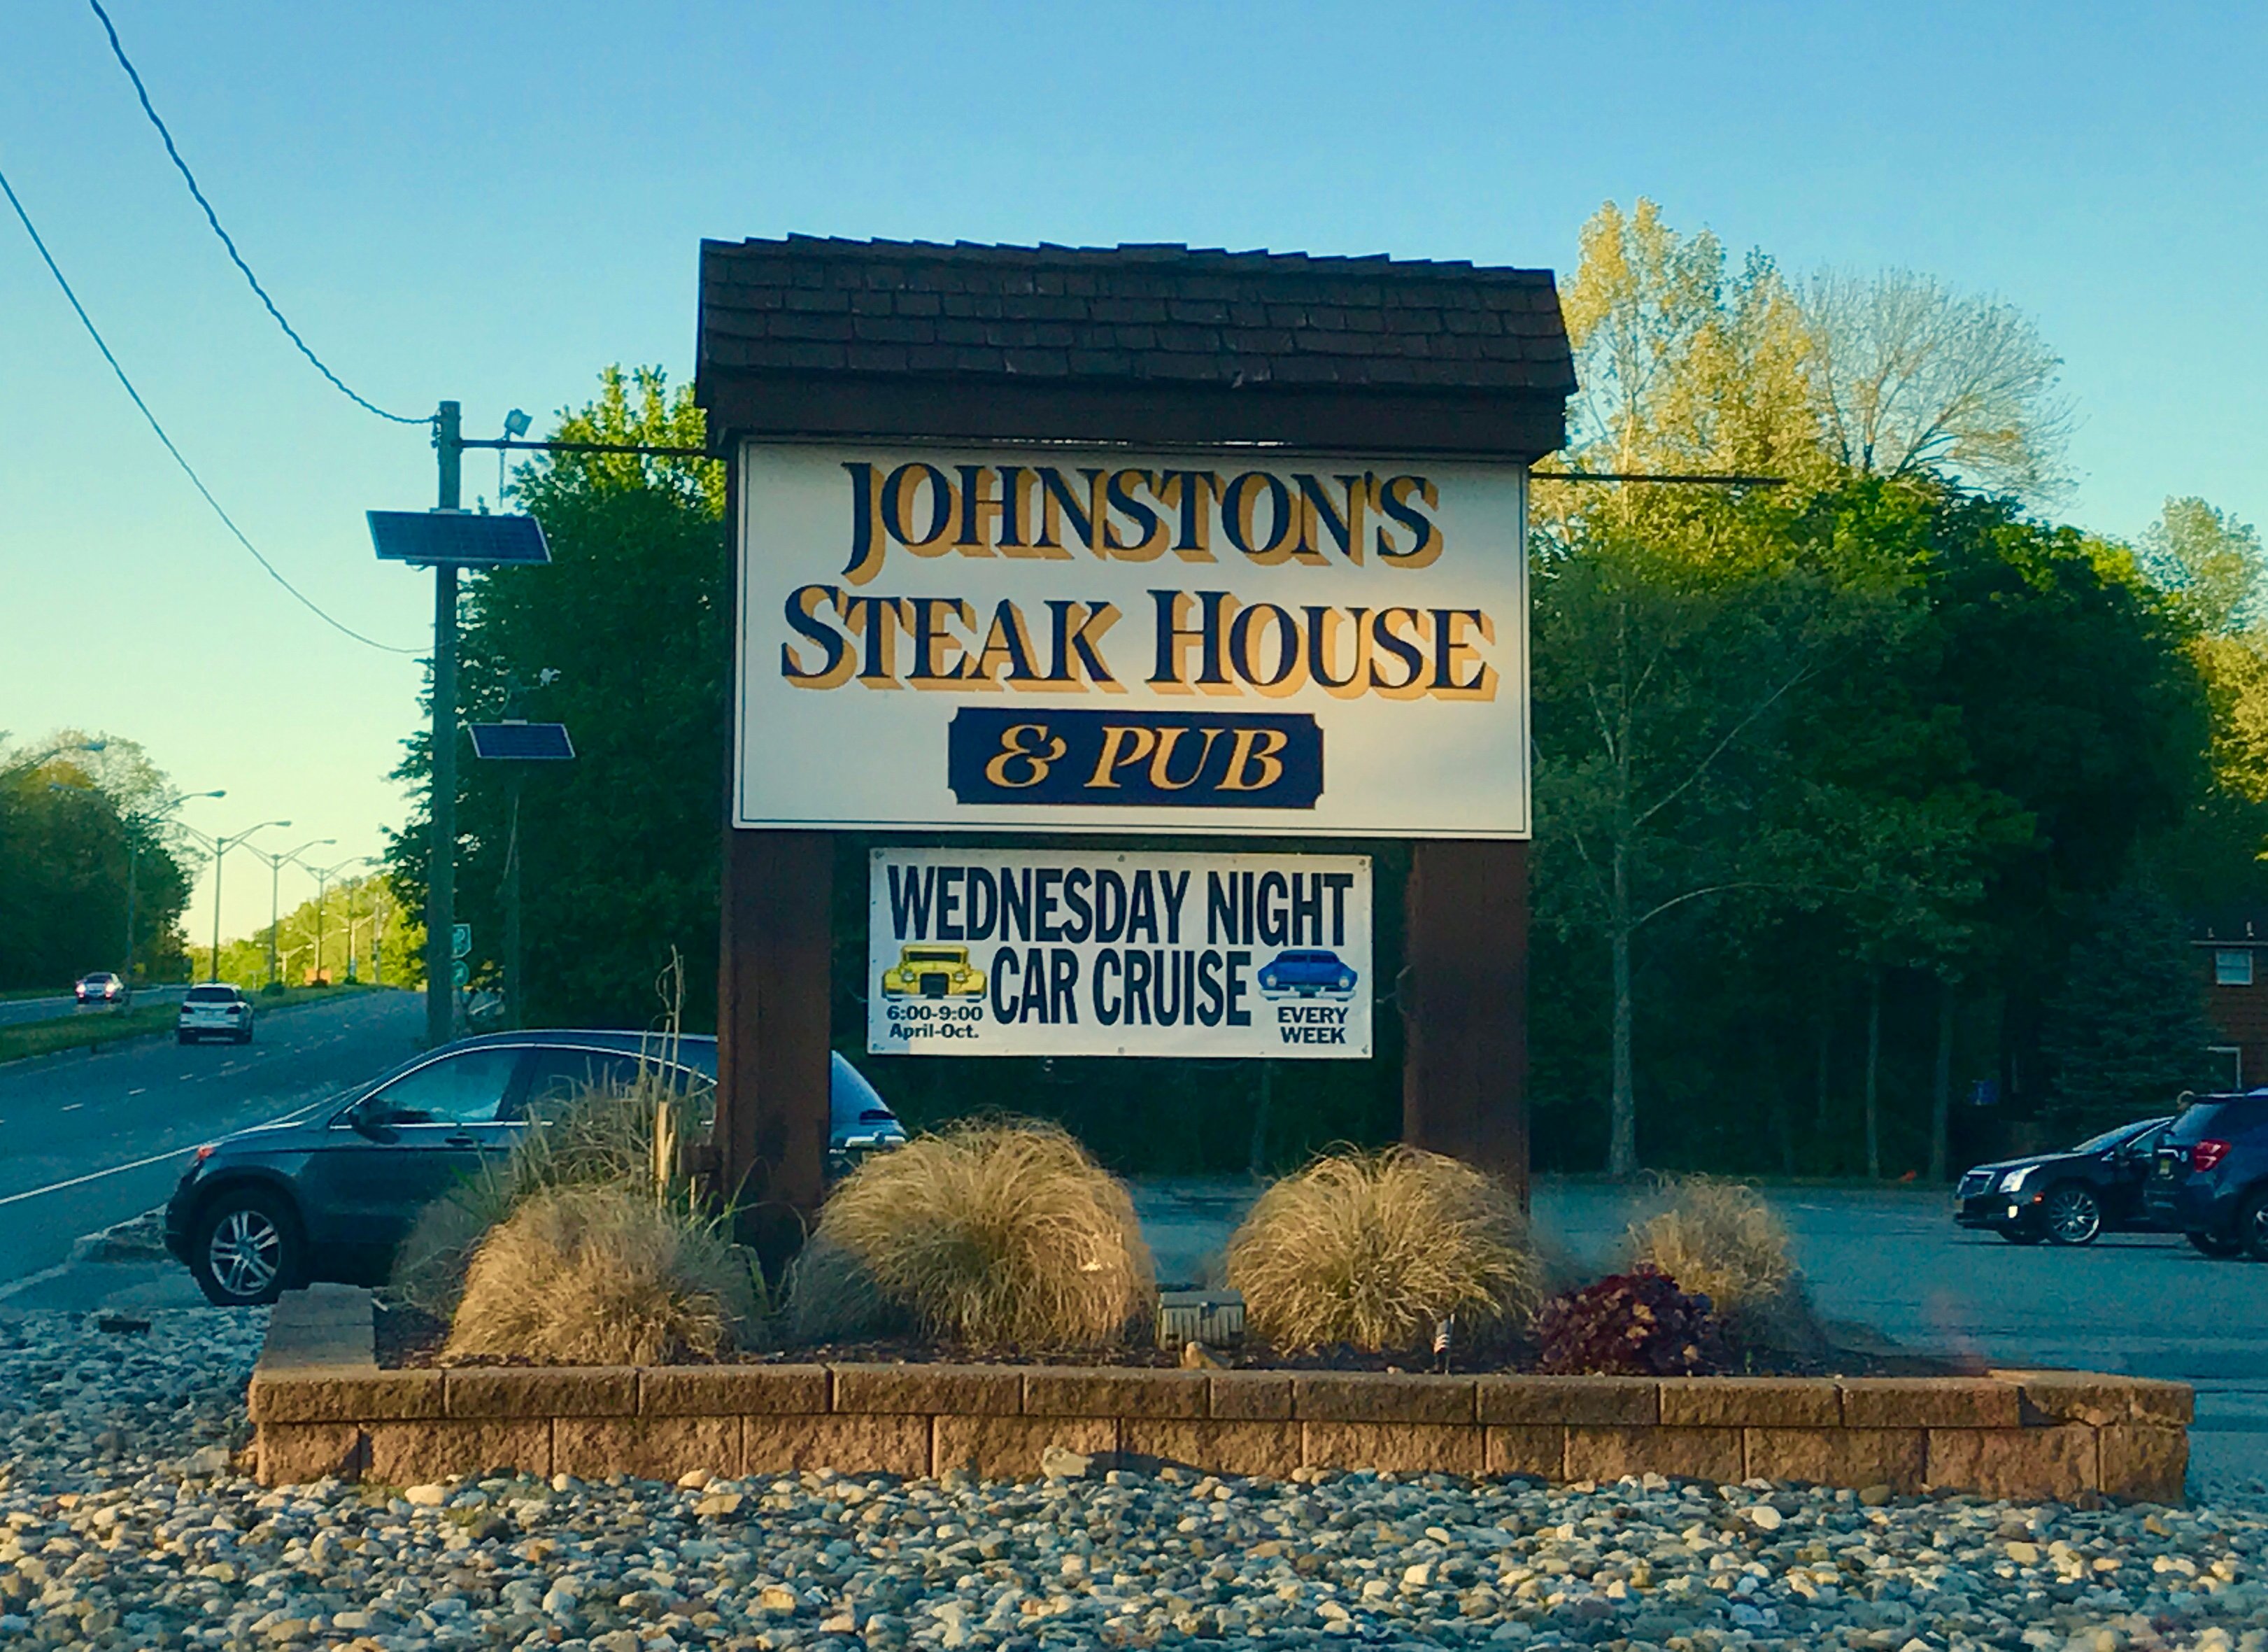 JOHNSTON'S
STEAK HOUSE
& PUB
WEDNESDAY NIGHT
CAR CRUISE
6:00-9:00
April-Oct.
EVERY
WEEK